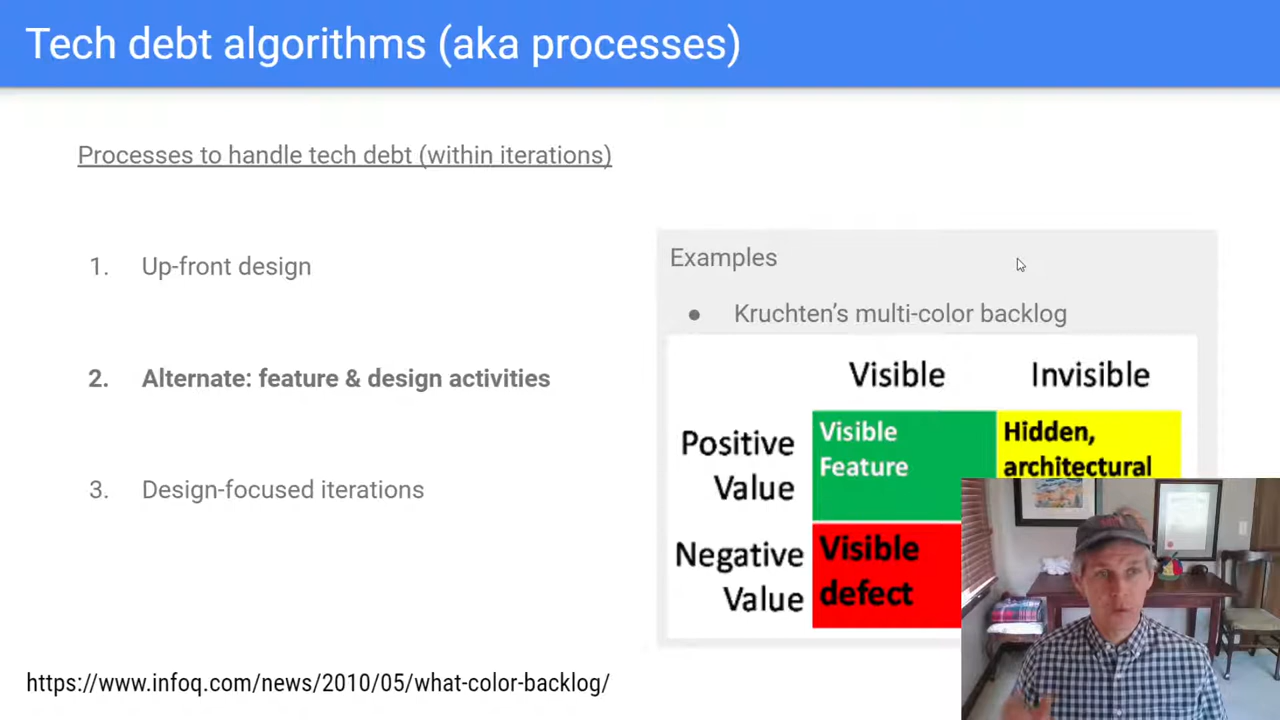 Tech debt algorithms (aka processes)
Processes to handle tech debt (within iterations)
1. Up-front design
2. Alternate: feature & design activities
3. Design-focused iterations
Examples
● Kruchten’s multi-color backlog
Visible Invisible
Positive
Value
Visible
Feature
Hidden,
architectural
Negative
Value
Visible
defect
https://www.infoq.com/news/2010/05/what-color-backlog/